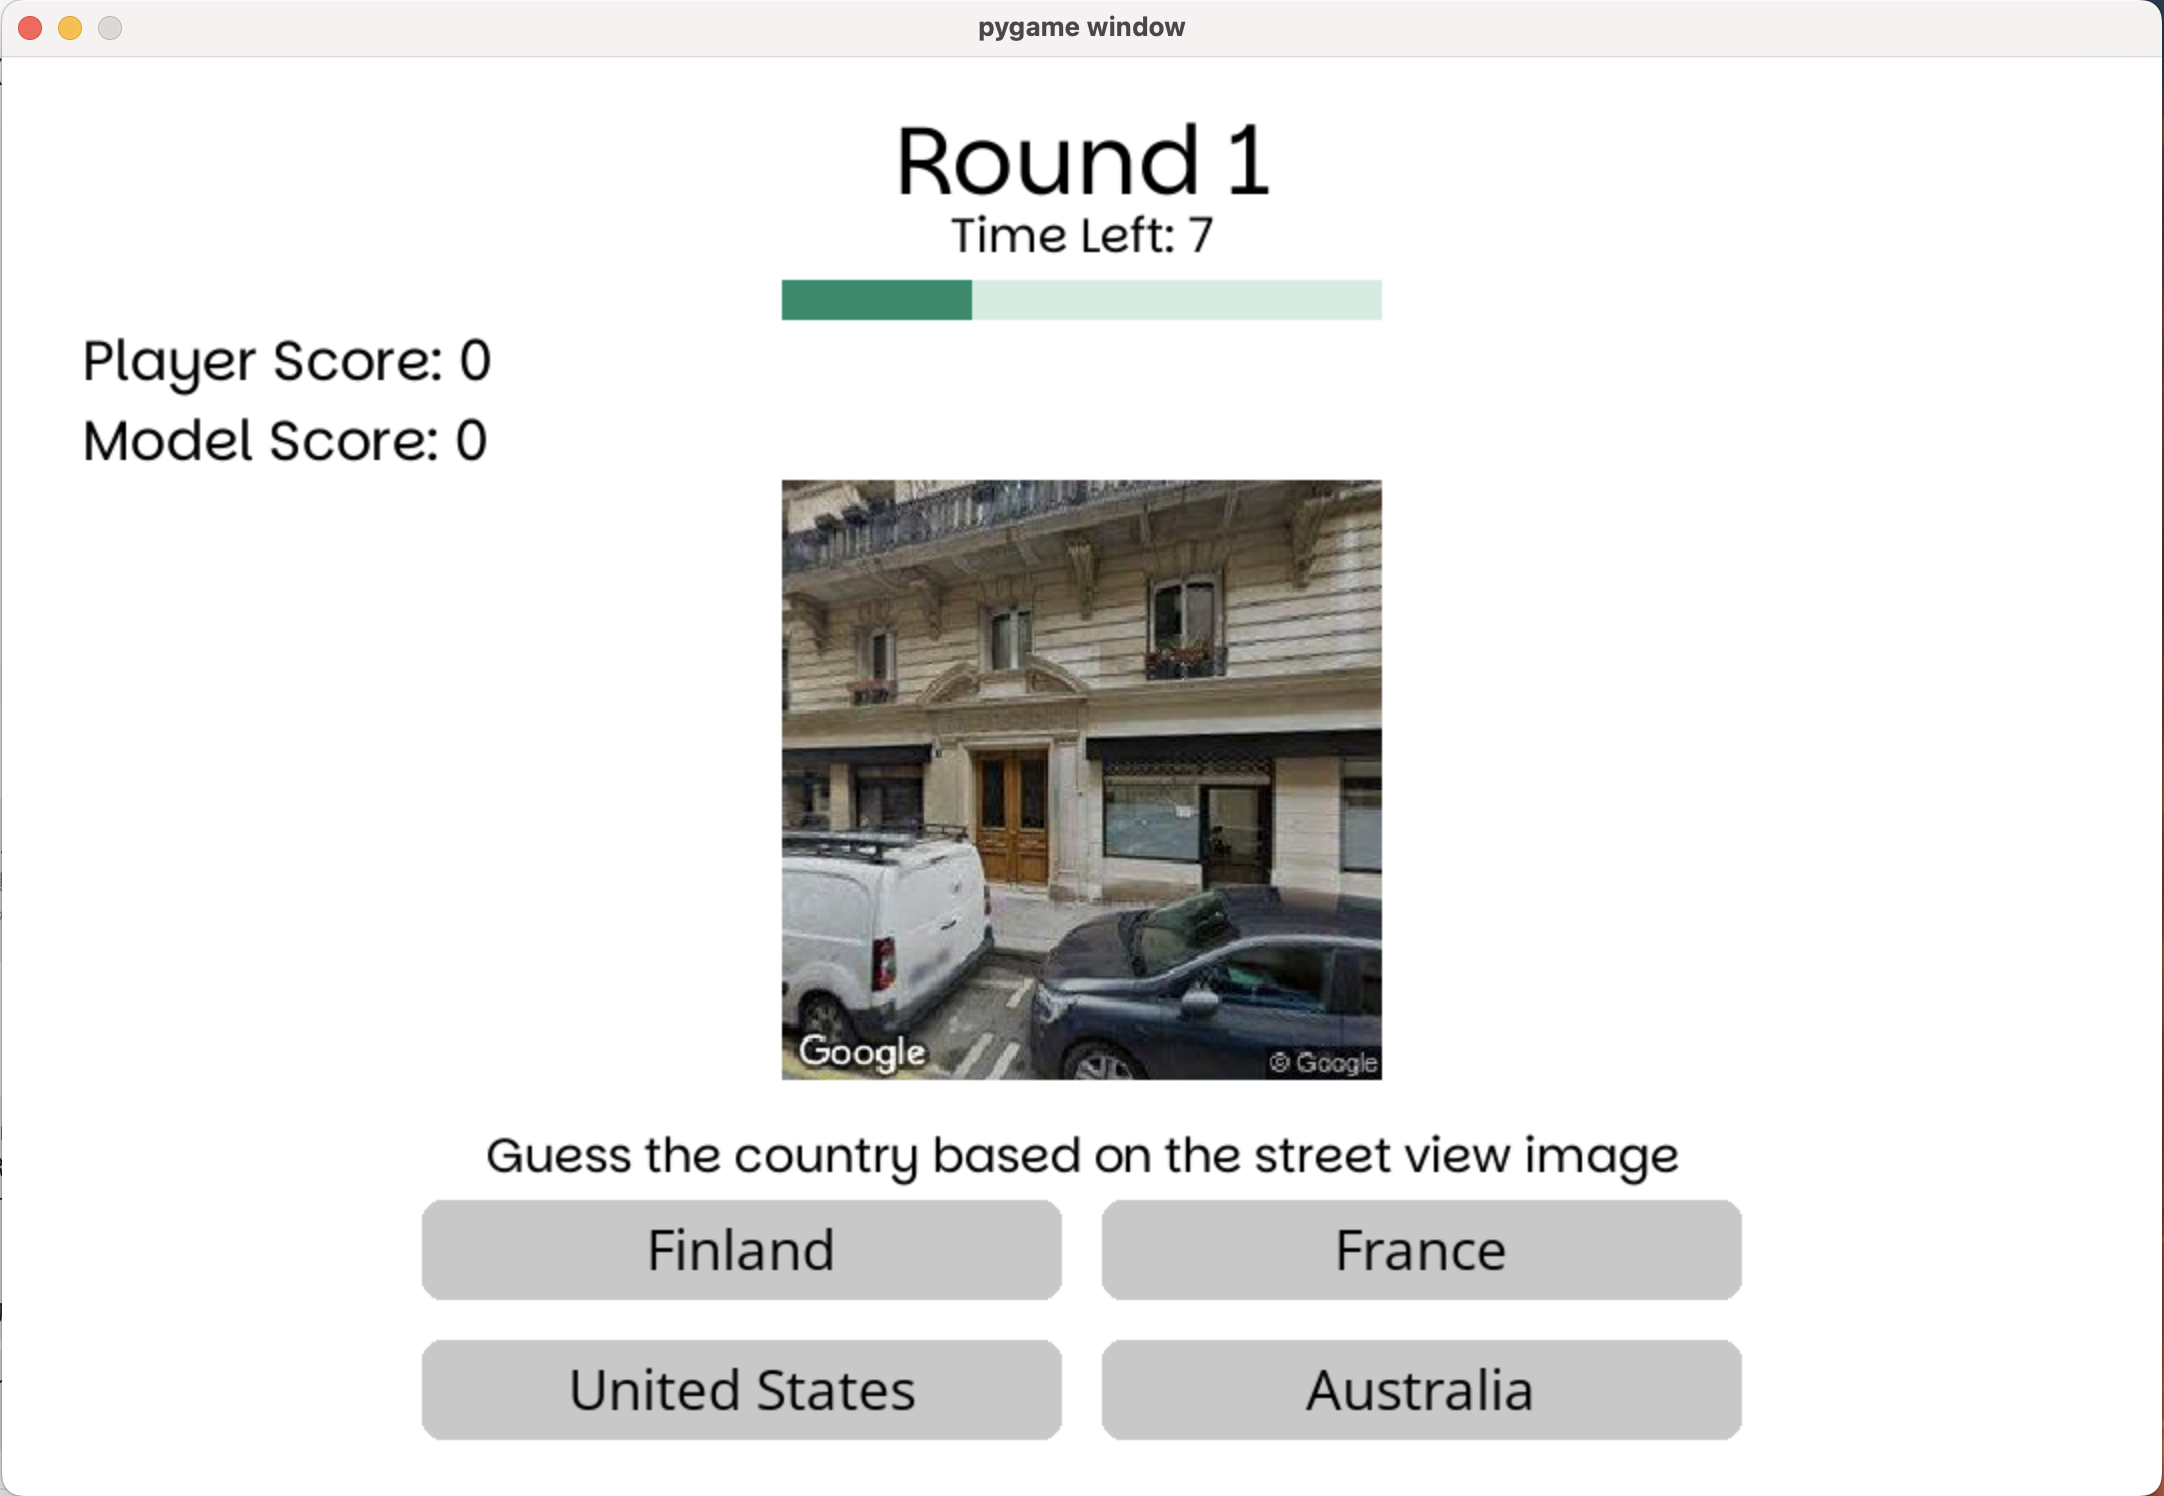 pygame window
Round 1
Time Left: 7
Player Score: 0
Model Score: 0
Google
© Google
Guess the country based on the street view image
Finland
France
United States
Australia